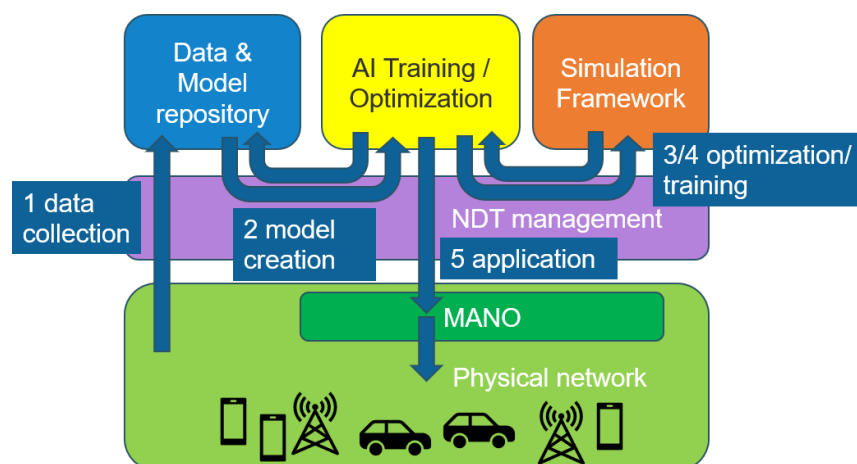 Data &
Model
repository
AI Training /
Optimization
Simulation
Framework
3/4 optimization/
training
1 data
collection
2 model
creation
NDT management
5 application
MANO
Physical network